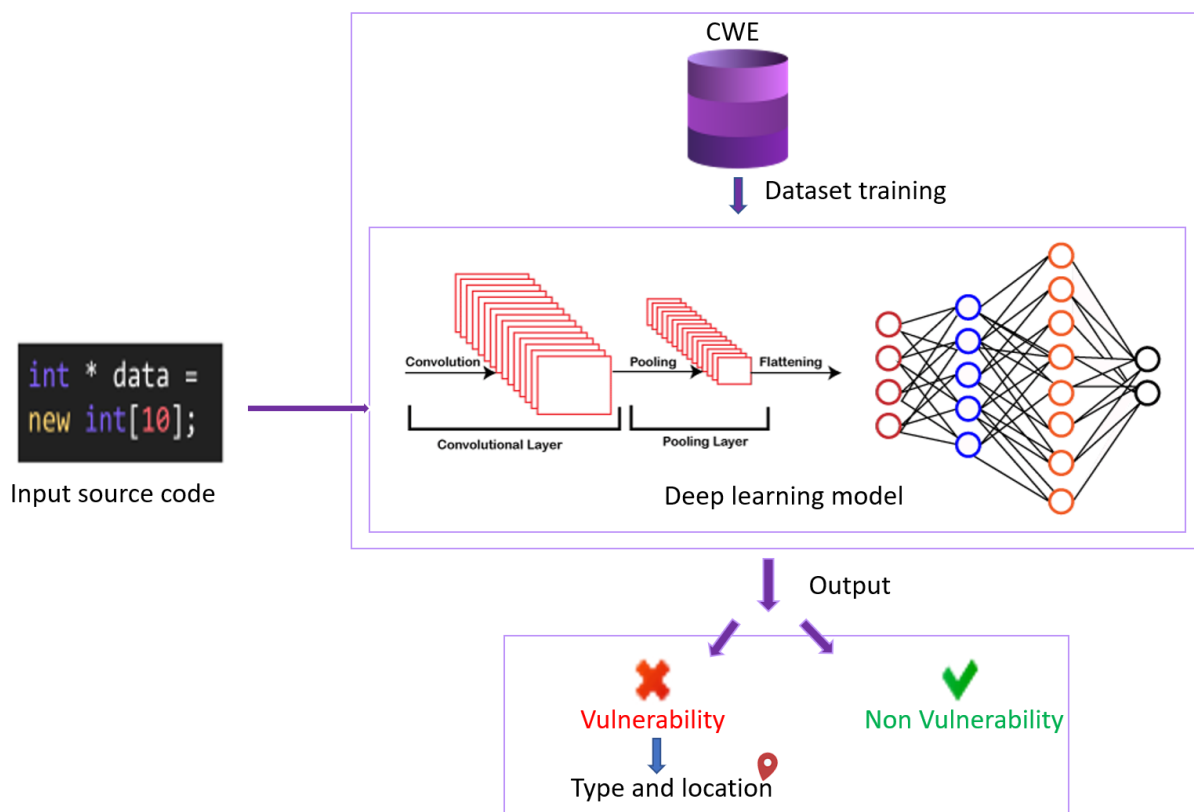 CWE
Dataset training
int * data =
new int[10];
Input source code
Convolution
Pooling
Flattening
Convolutional Layer
Pooling Layer
Deep learning model
Output
Vulnerability
Non Vulnerability
Type and location